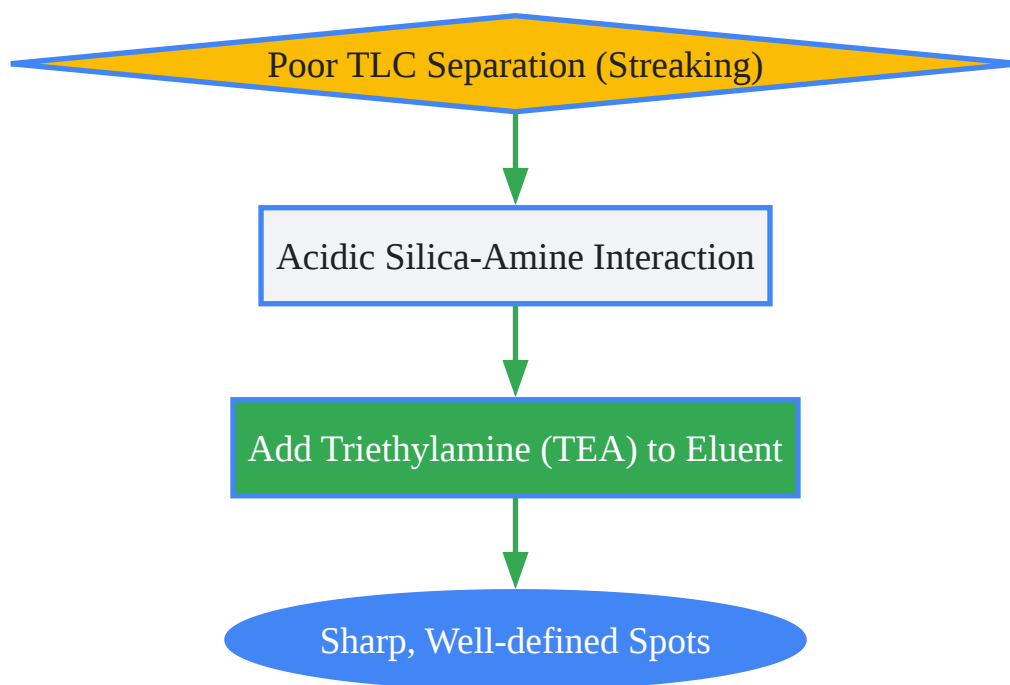 Poor TLC Separation (Streaking)
Acidic Silica-Amine Interaction
Add Triethylamine (TEA) to Eluent
Sharp, Well-defined Spots